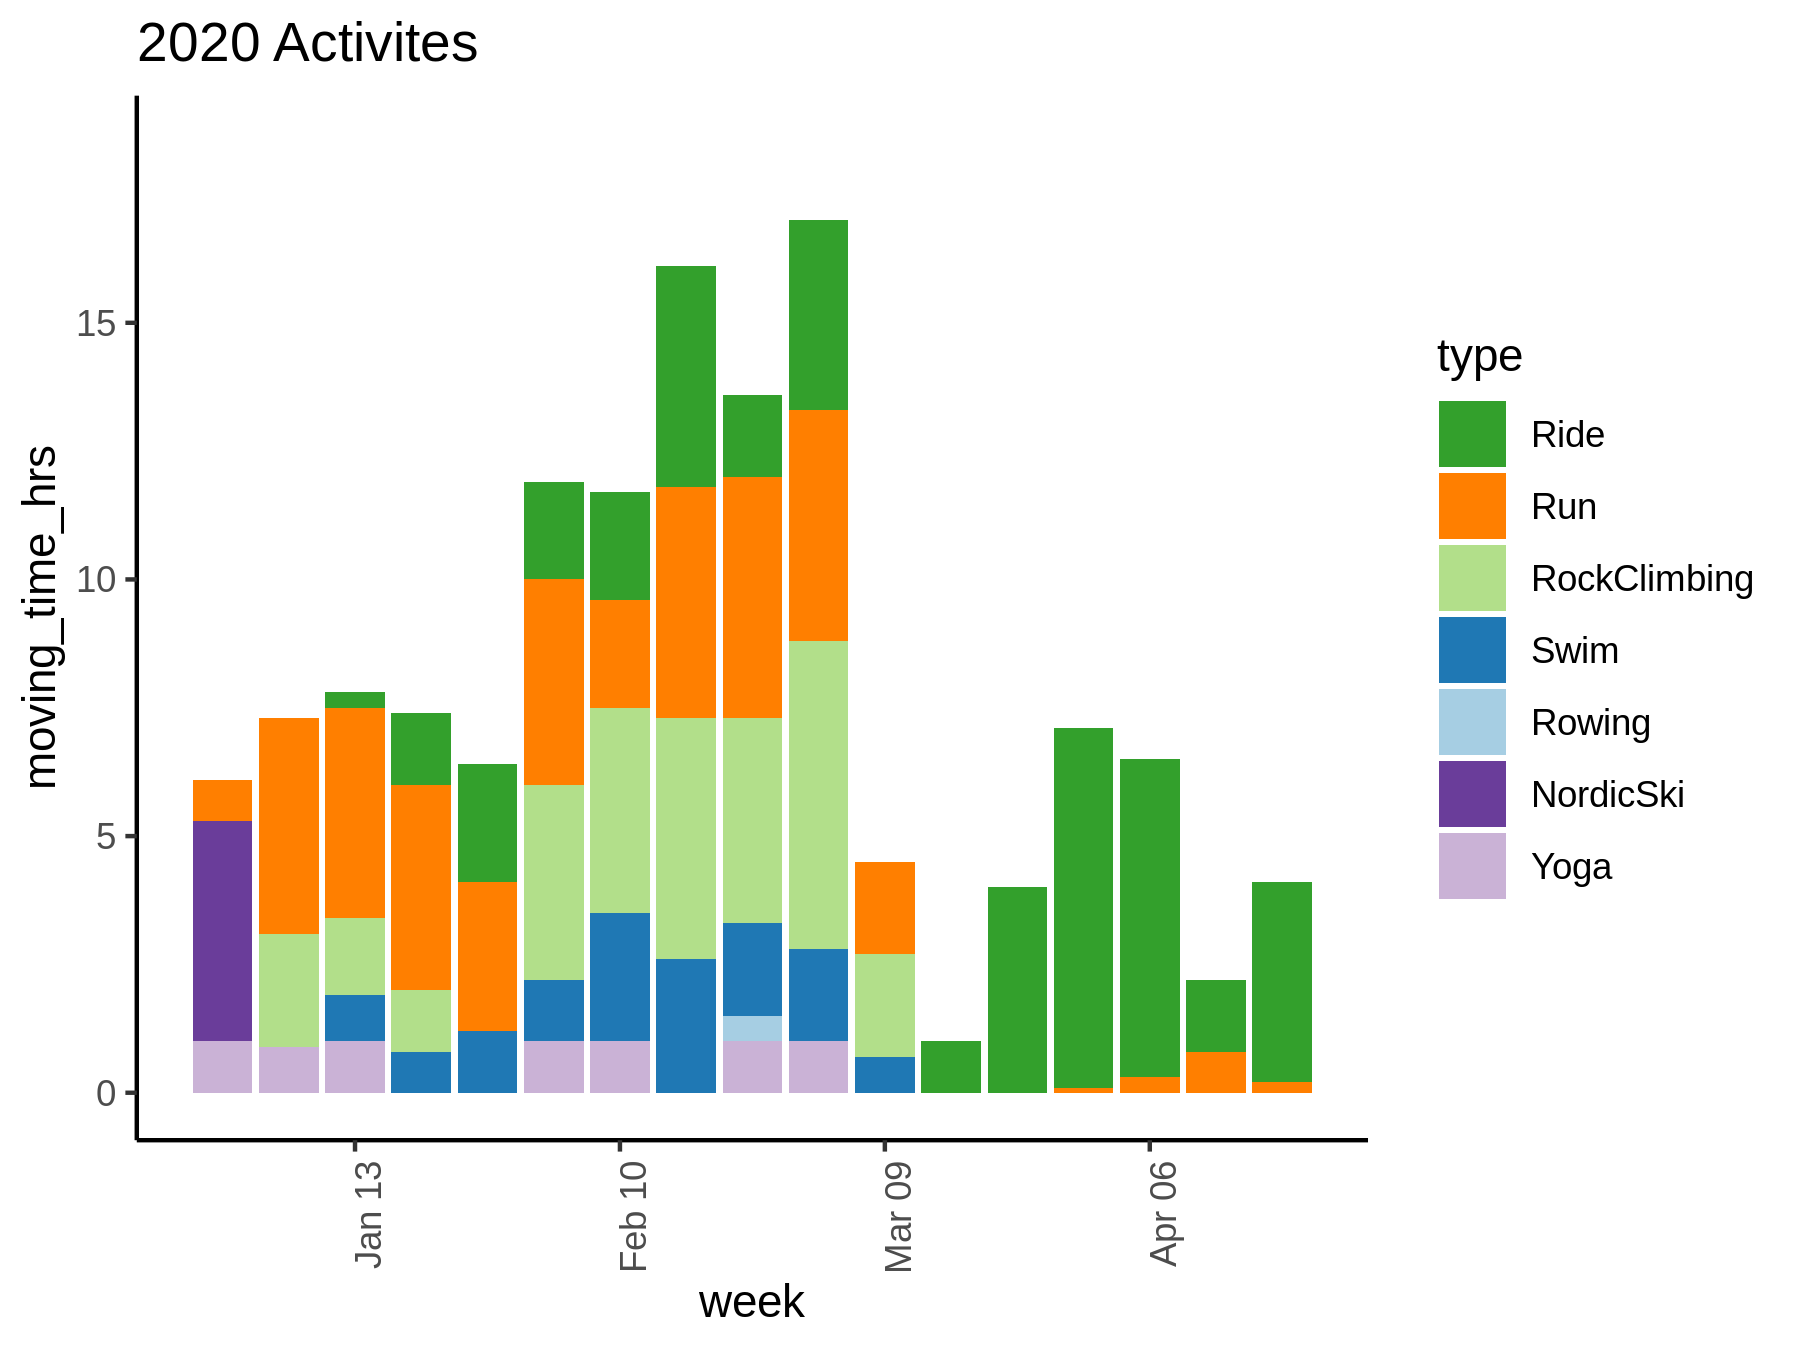 2020 Activites
moving_time_hrs
15
10
5
0
Jan 13
Feb 10
Mar 09
Apr 06
week
type
Ride
Run
RockClimbing
Swim
Rowing
NordicSki
Yoga